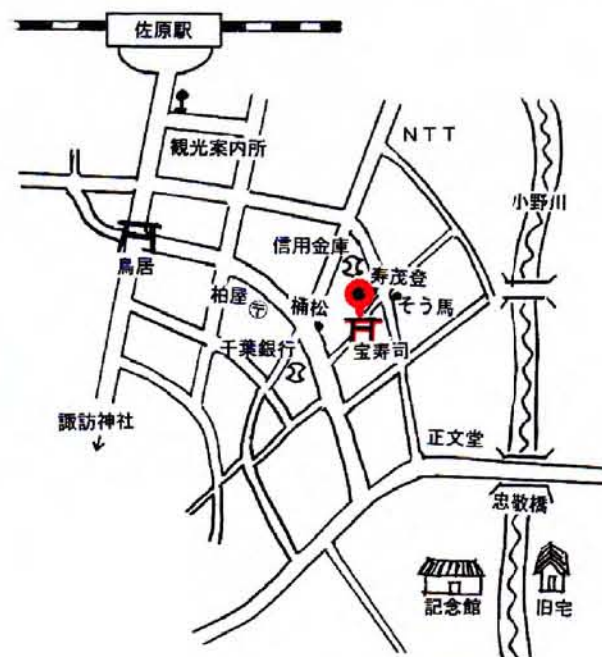 佐原駅
観光案内所
NTT
小野川
信用金庫
鳥居
寿茂登
柏屋
〒
桶松
そう馬
千葉銀行
宝寿司
諏訪神社
正文堂
忠敬橋
記念館
旧宅